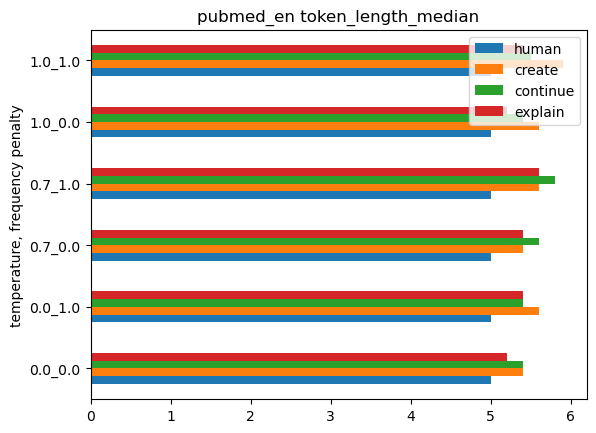 pubmed_en token_length_median
human
create
continue
explain
temperature, frequency penalty
1.0_1.0
1.0_0.0
0.7_1.0
0.7_0.0
0.0_1.0
0.0_0.0
0 1 2 3 4 5 6